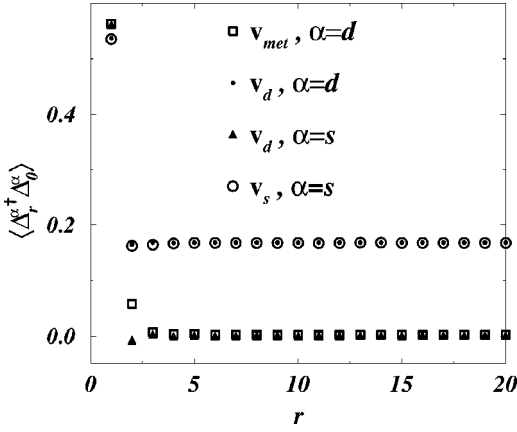 v_met , α=d
v_d , α=d
v_d , α=s
v_s , α=s
⟨Δ_r^α† Δ_0^α⟩
0.4
0.2
0.0
0 5 10 15 20
r